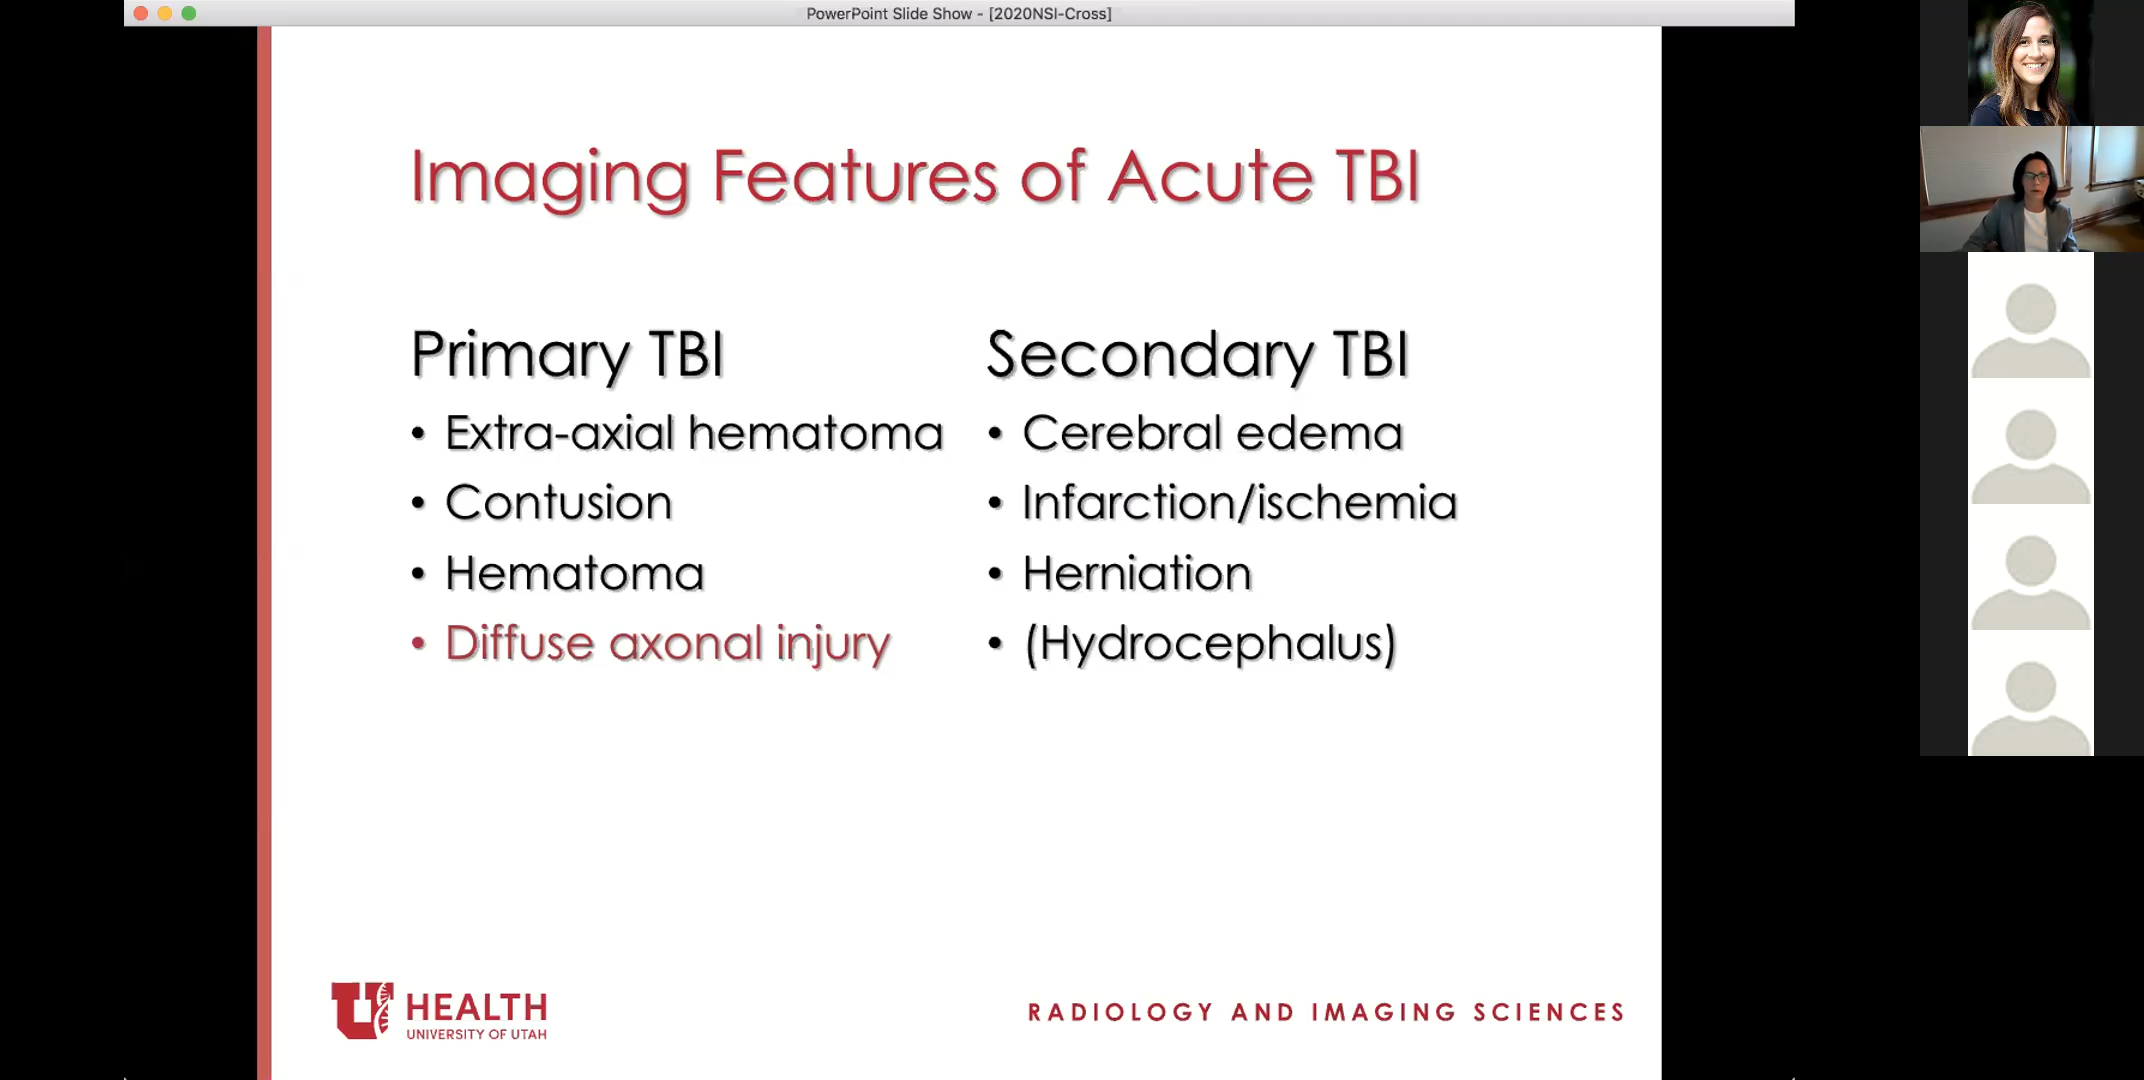 PowerPoint Slide Show - [2020NSI-Cross]
Imaging Features of Acute TBI
Primary TBI
• Extra-axial hematoma
• Contusion
• Hematoma
• Diffuse axonal injury
Secondary TBI
• Cerebral edema
• Infarction/ischemia
• Herniation
• (Hydrocephalus)
U HEALTH
UNIVERSITY OF UTAH
RADIOLOGY AND IMAGING SCIENCES